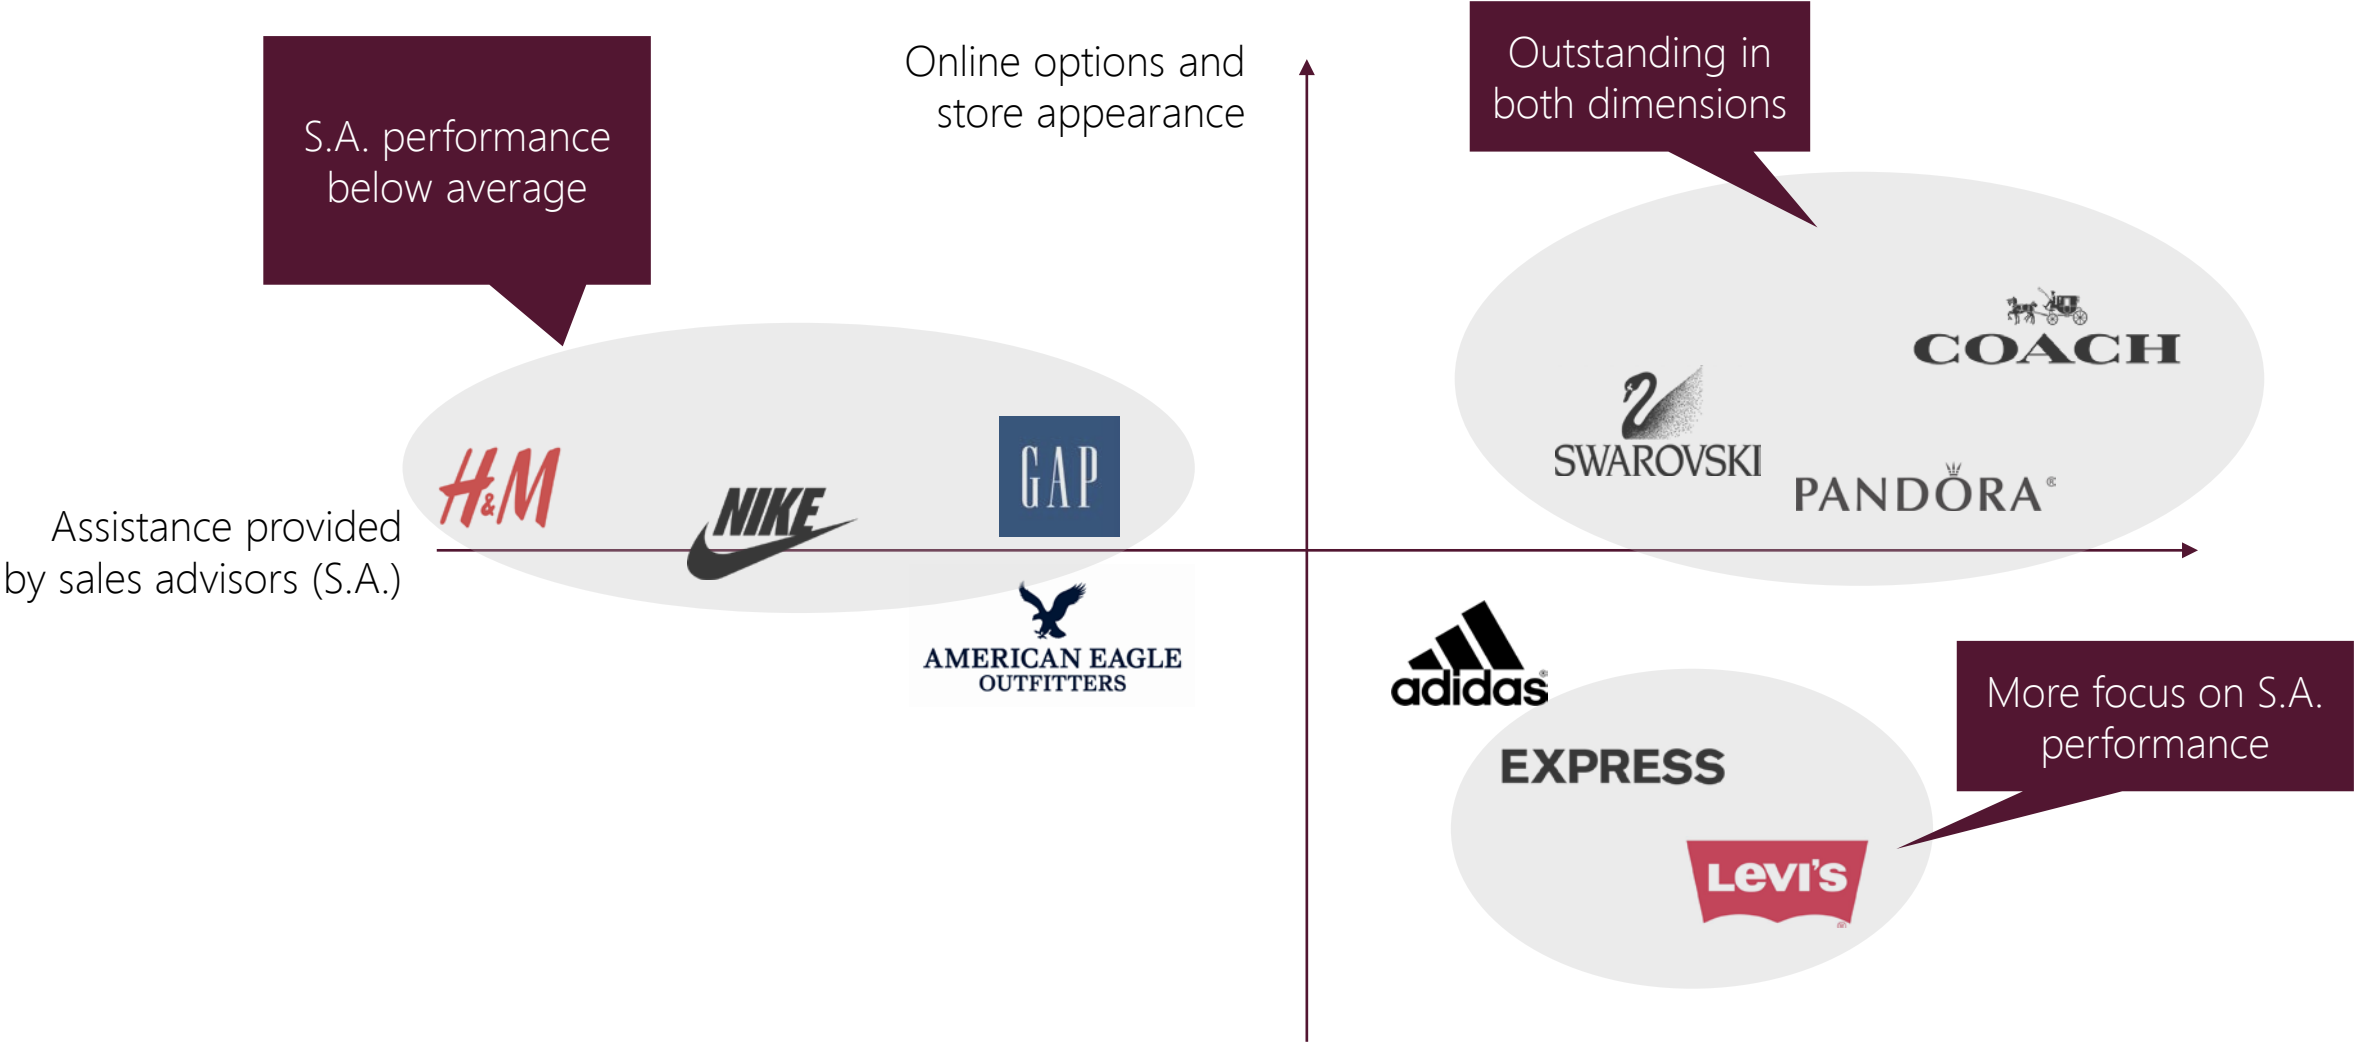 S.A. performance
below average
Online options and
store appearance
Outstanding in
both dimensions
COACH
SWAROVSKI
PANDORA
H&M
NIKE
GAP
Assistance provided
by sales advisors (S.A.)
AMERICAN EAGLE
OUTFITTERS
adidas®
More focus on S.A.
performance
EXPRESS
LEVI'S
®